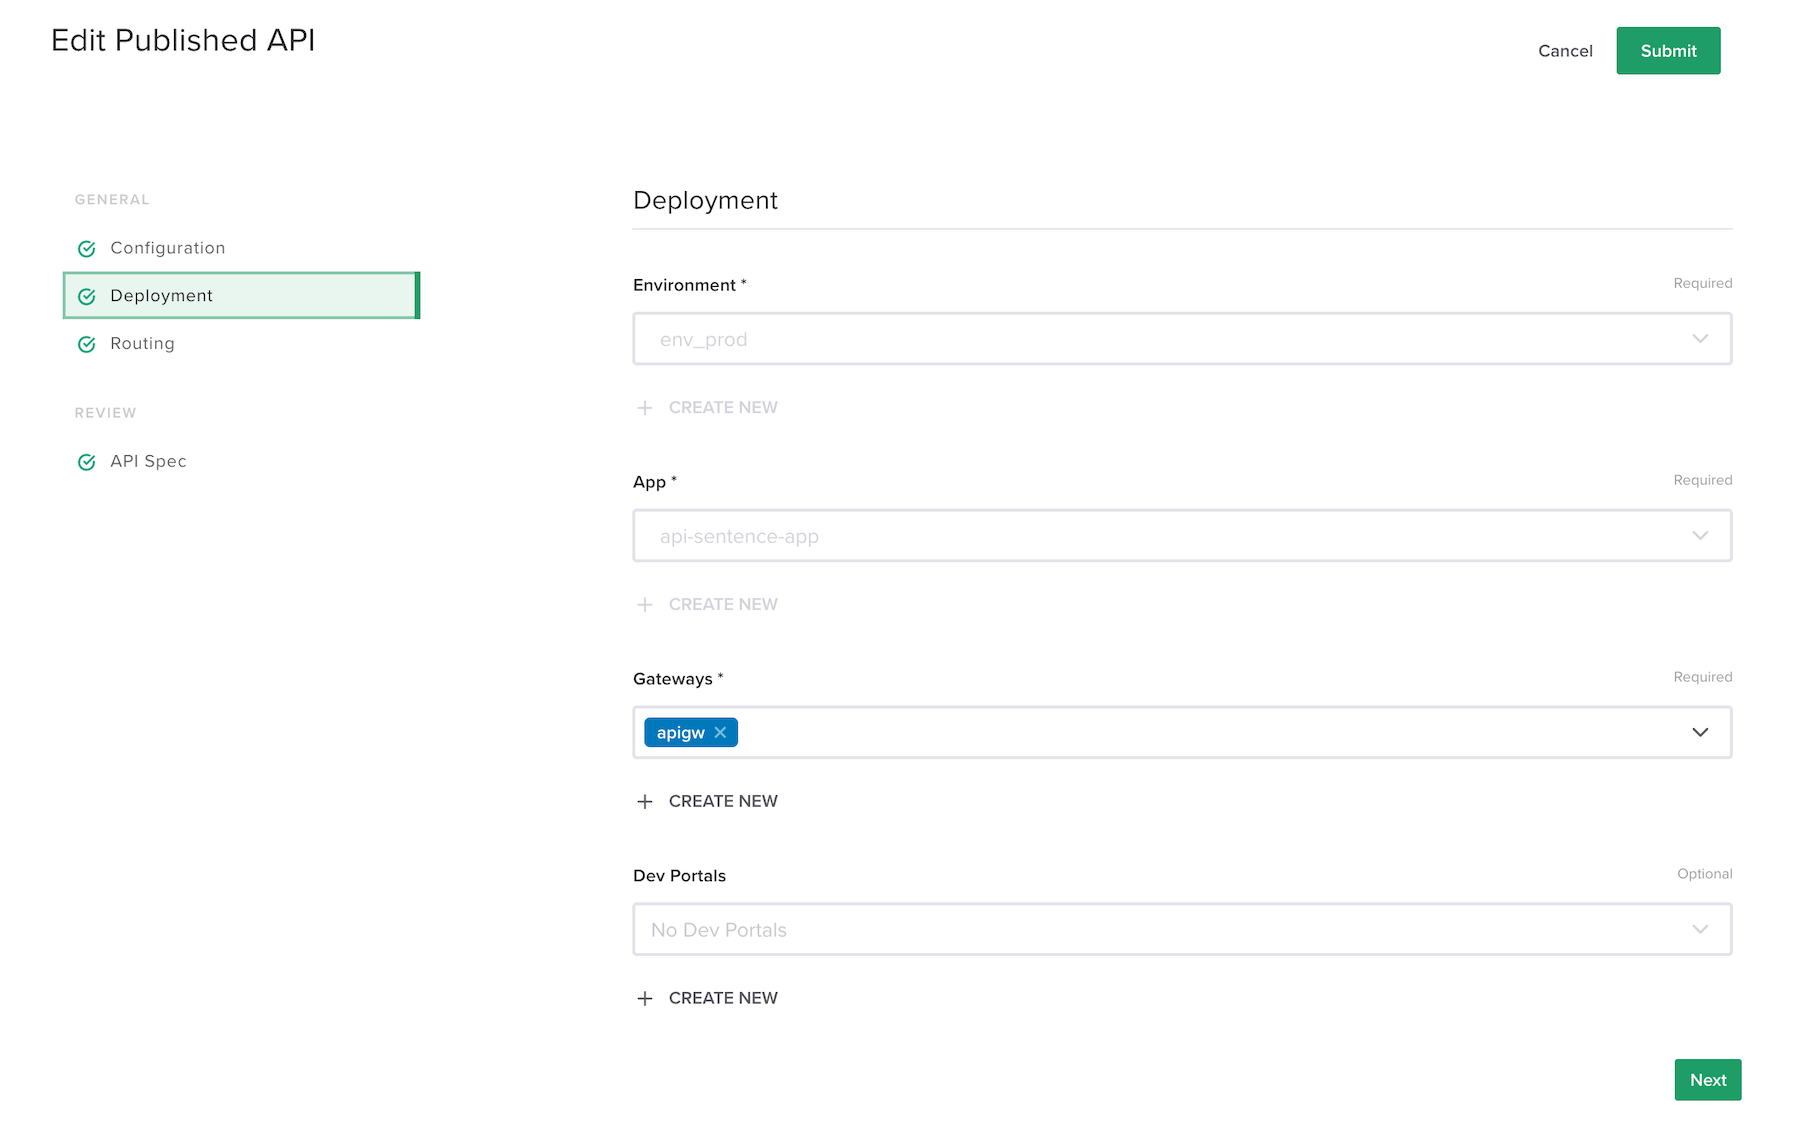 Edit Published API
Cancel
Submit
GENERAL
Configuration
Deployment
Routing
REVIEW
API Spec
Deployment
Environment *
Required
env_prod
CREATE NEW
App *
Required
api-sentence-app
CREATE NEW
Gateways *
Required
apigw
CREATE NEW
Dev Portals
Optional
No Dev Portals
CREATE NEW
Next